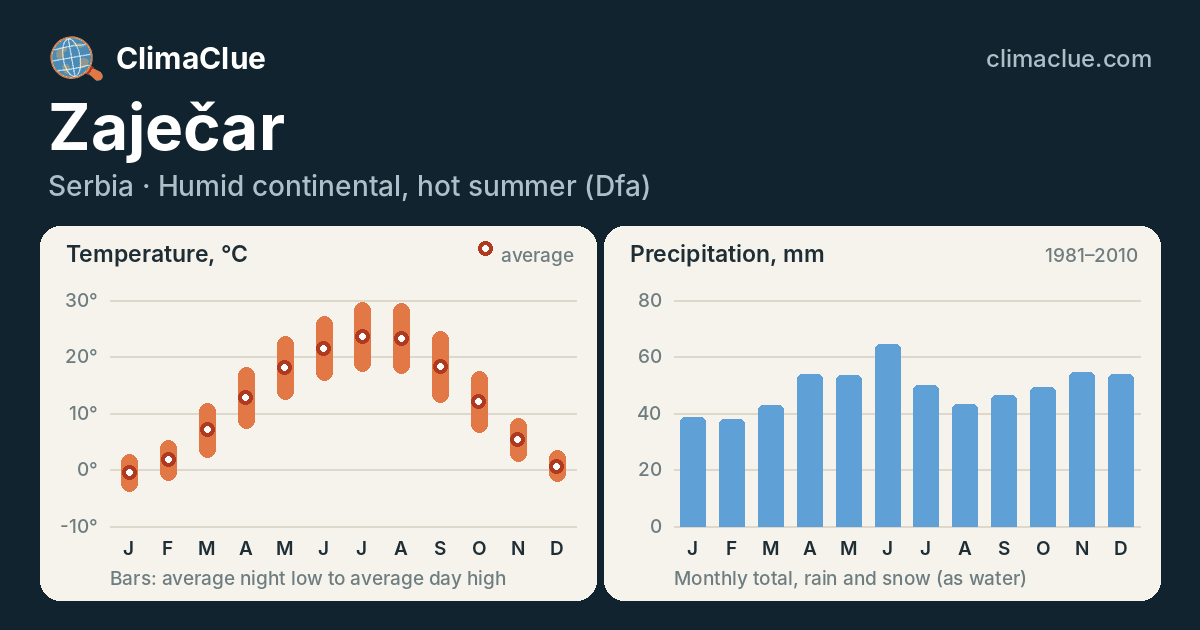 ClimaClue
climaclue.com
Zaječar
Serbia · Humid continental, hot summer (Dfa)
Temperature, °C
average
30°
20°
10°
0°
-10°
J F M A M J J A S O N D
Bars: average night low to average day high
Precipitation, mm
1981–2010
80
60
40
20
0
J F M A M J J A S O N D
Monthly total, rain and snow (as water)